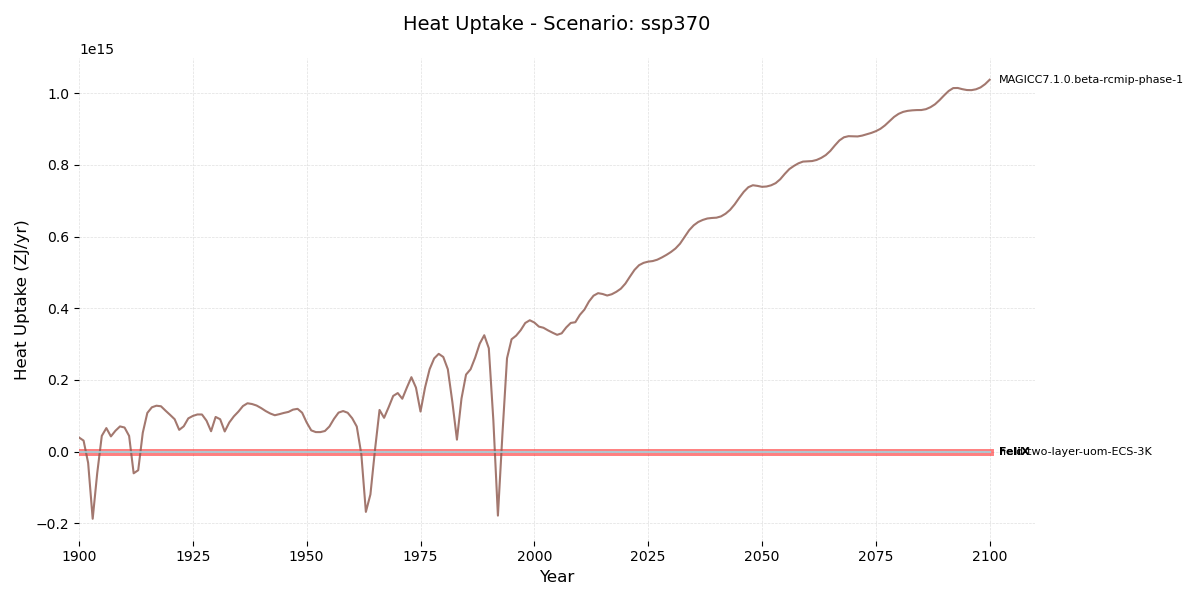 Heat Uptake - Scenario: ssp370
1e15
Heat Uptake (ZJ/yr)
1.0
0.8
0.6
0.4
0.2
0.0
−0.2
MAGICC7.1.0.beta-rcmip-phase-1
FeliX
two-layer-uom-ECS-3K
1900
1925
1950
1975
2000
2025
2050
2075
2100
Year